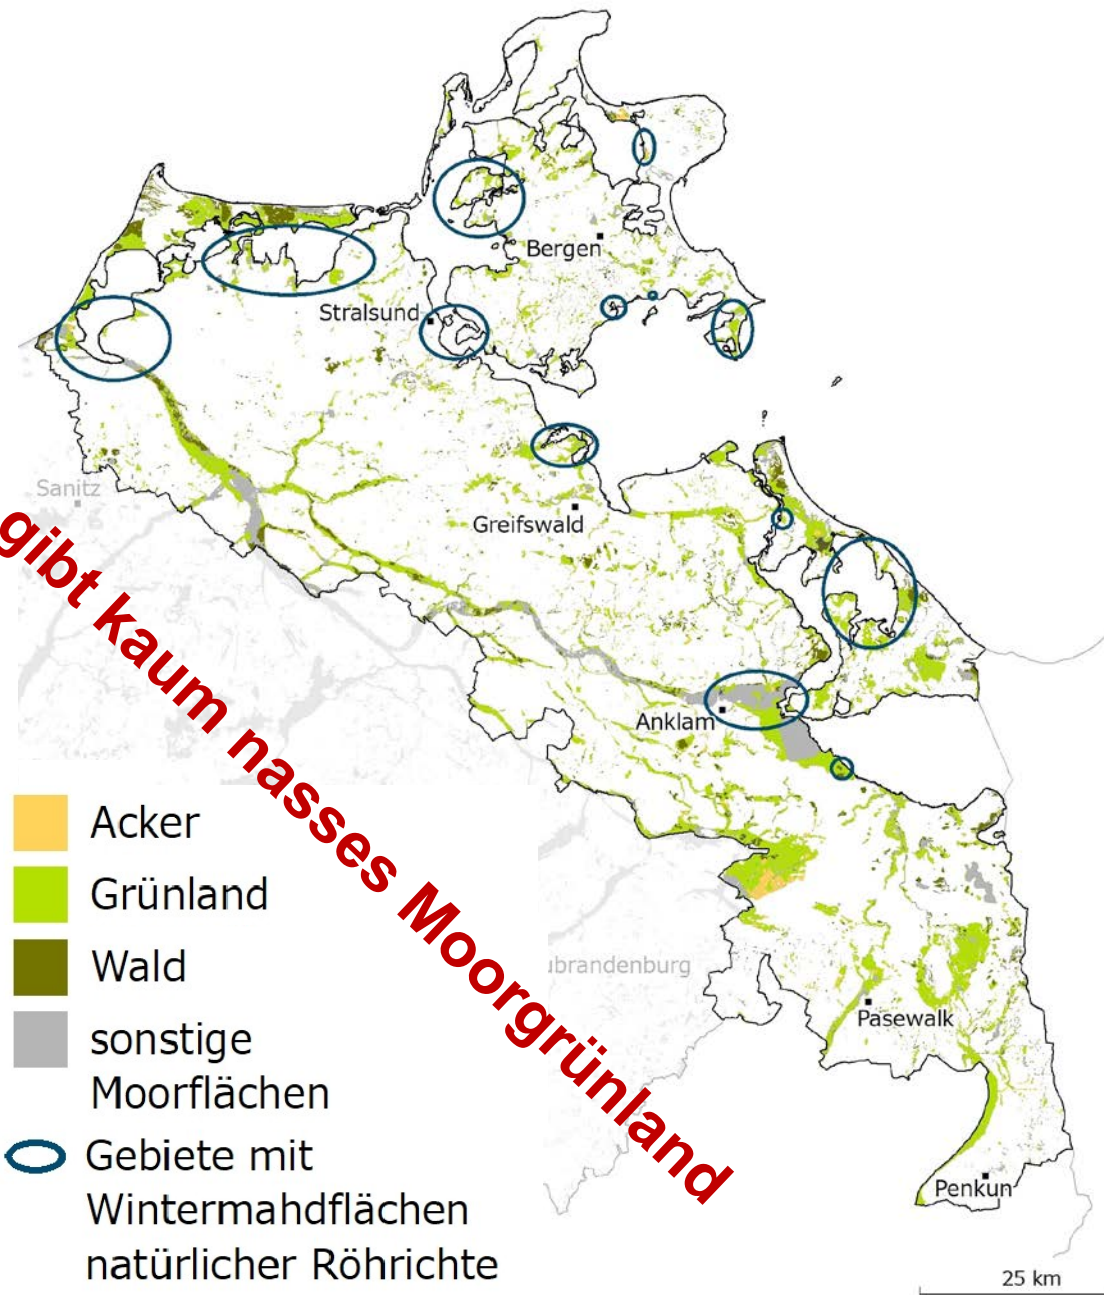 Bergen
Stralsund
Sanitz
Greifswald
gibt kaum nasses Moorgrünland
Anklam
Acker
Grünland
Wald
ubrandenburg
sonstige
Moorflächen
Pasewalk
Gebiete mit
Wintermahdflächen
natürlicher Röhrichte
Penkun
25 km